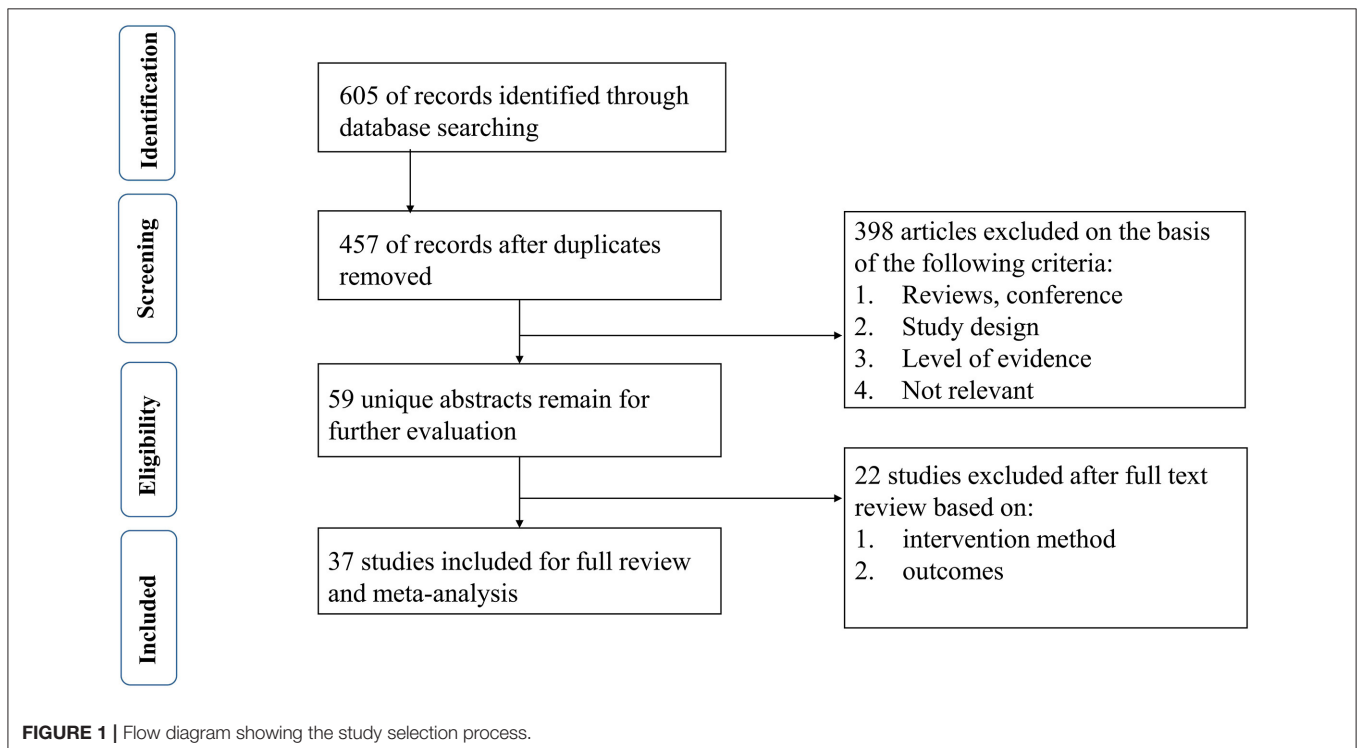 Identification
605 of records identified through
database searching
Screening
457 of records after duplicates
removed
398 articles excluded on the basis
of the following criteria:
1. Reviews, conference
2. Study design
3. Level of evidence
4. Not relevant
Eligibility
59 unique abstracts remain for
further evaluation
22 studies excluded after full text
review based on:
1. intervention method
2. outcomes
Included
37 studies included for full review
and meta-analysis
FIGURE 1 | Flow diagram showing the study selection process.